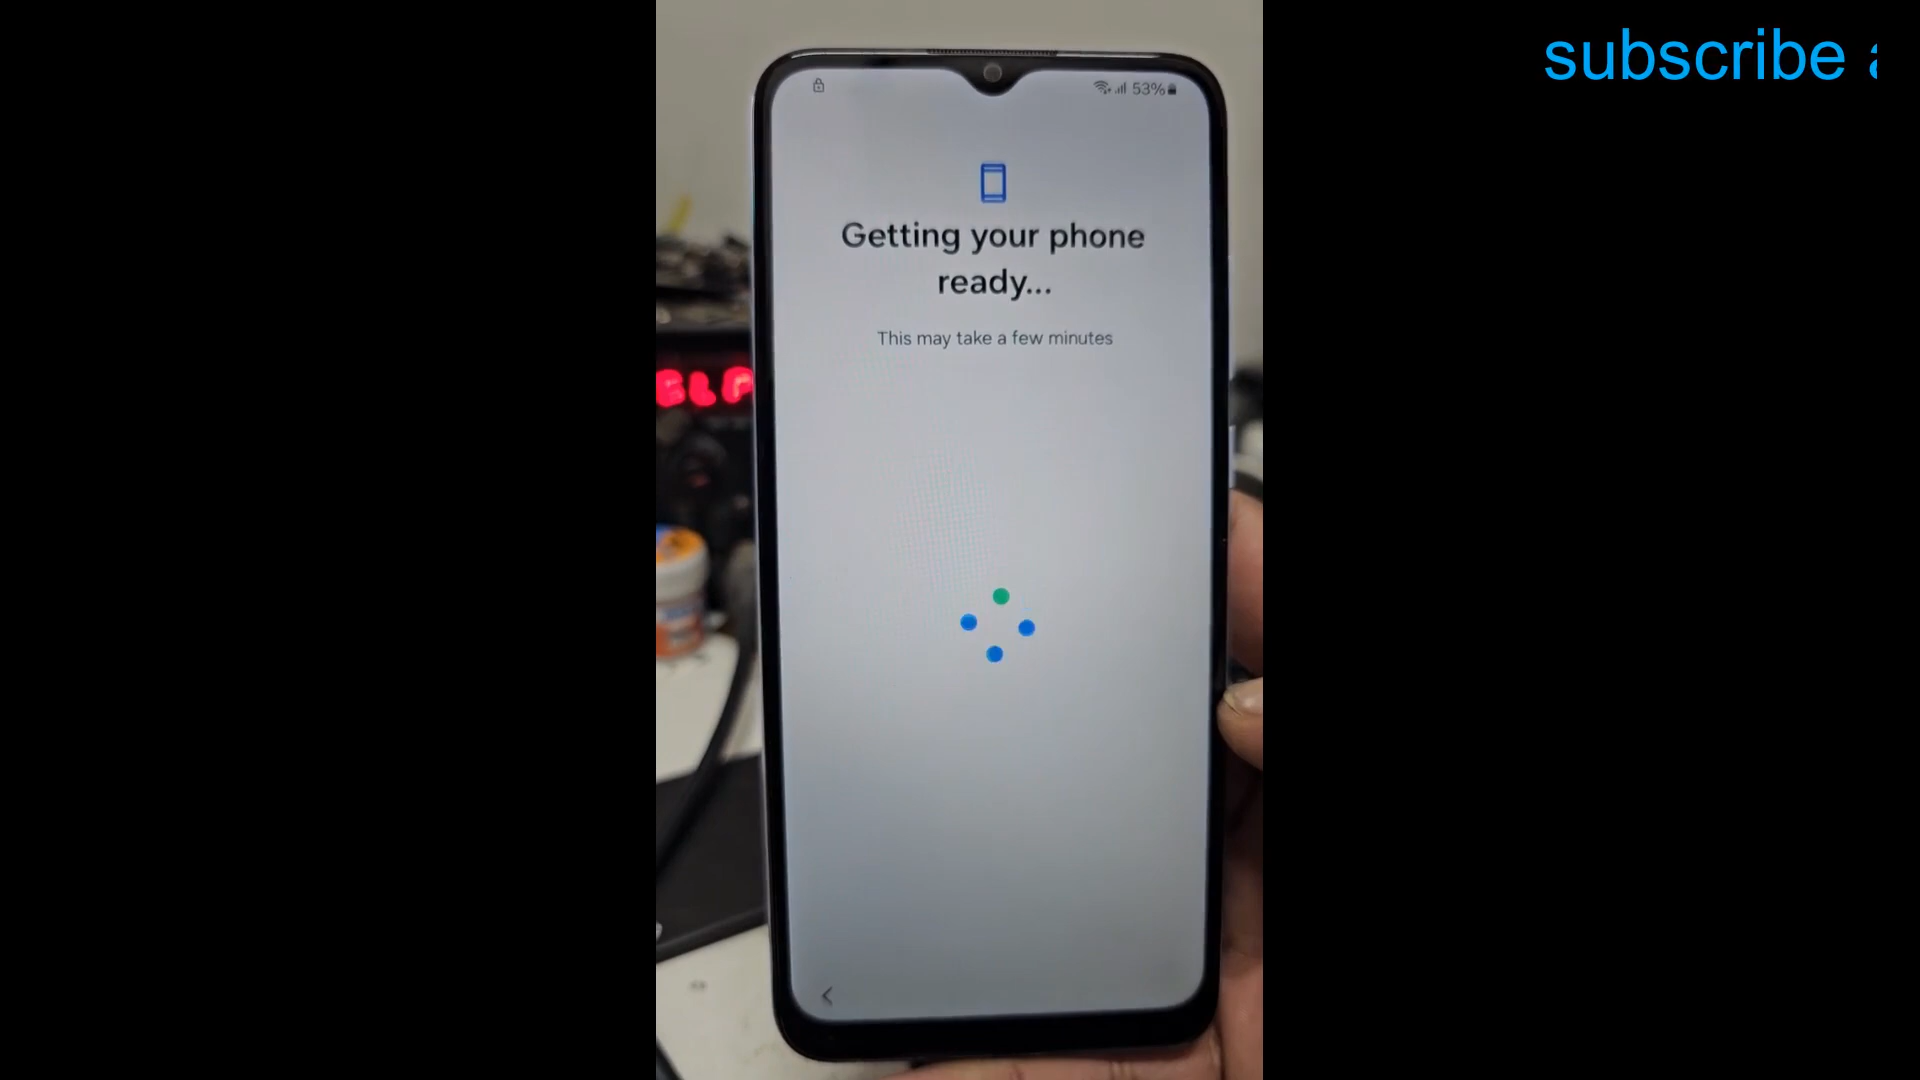 subscribe
53%
Getting your phone
ready...
This may take a few minutes